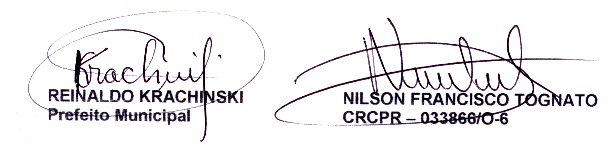 REINALDO KRACHINSKI
Prefeito Municipal
NILSON FRANCISCO TOGNATO
CRCPR – 033866/O-6